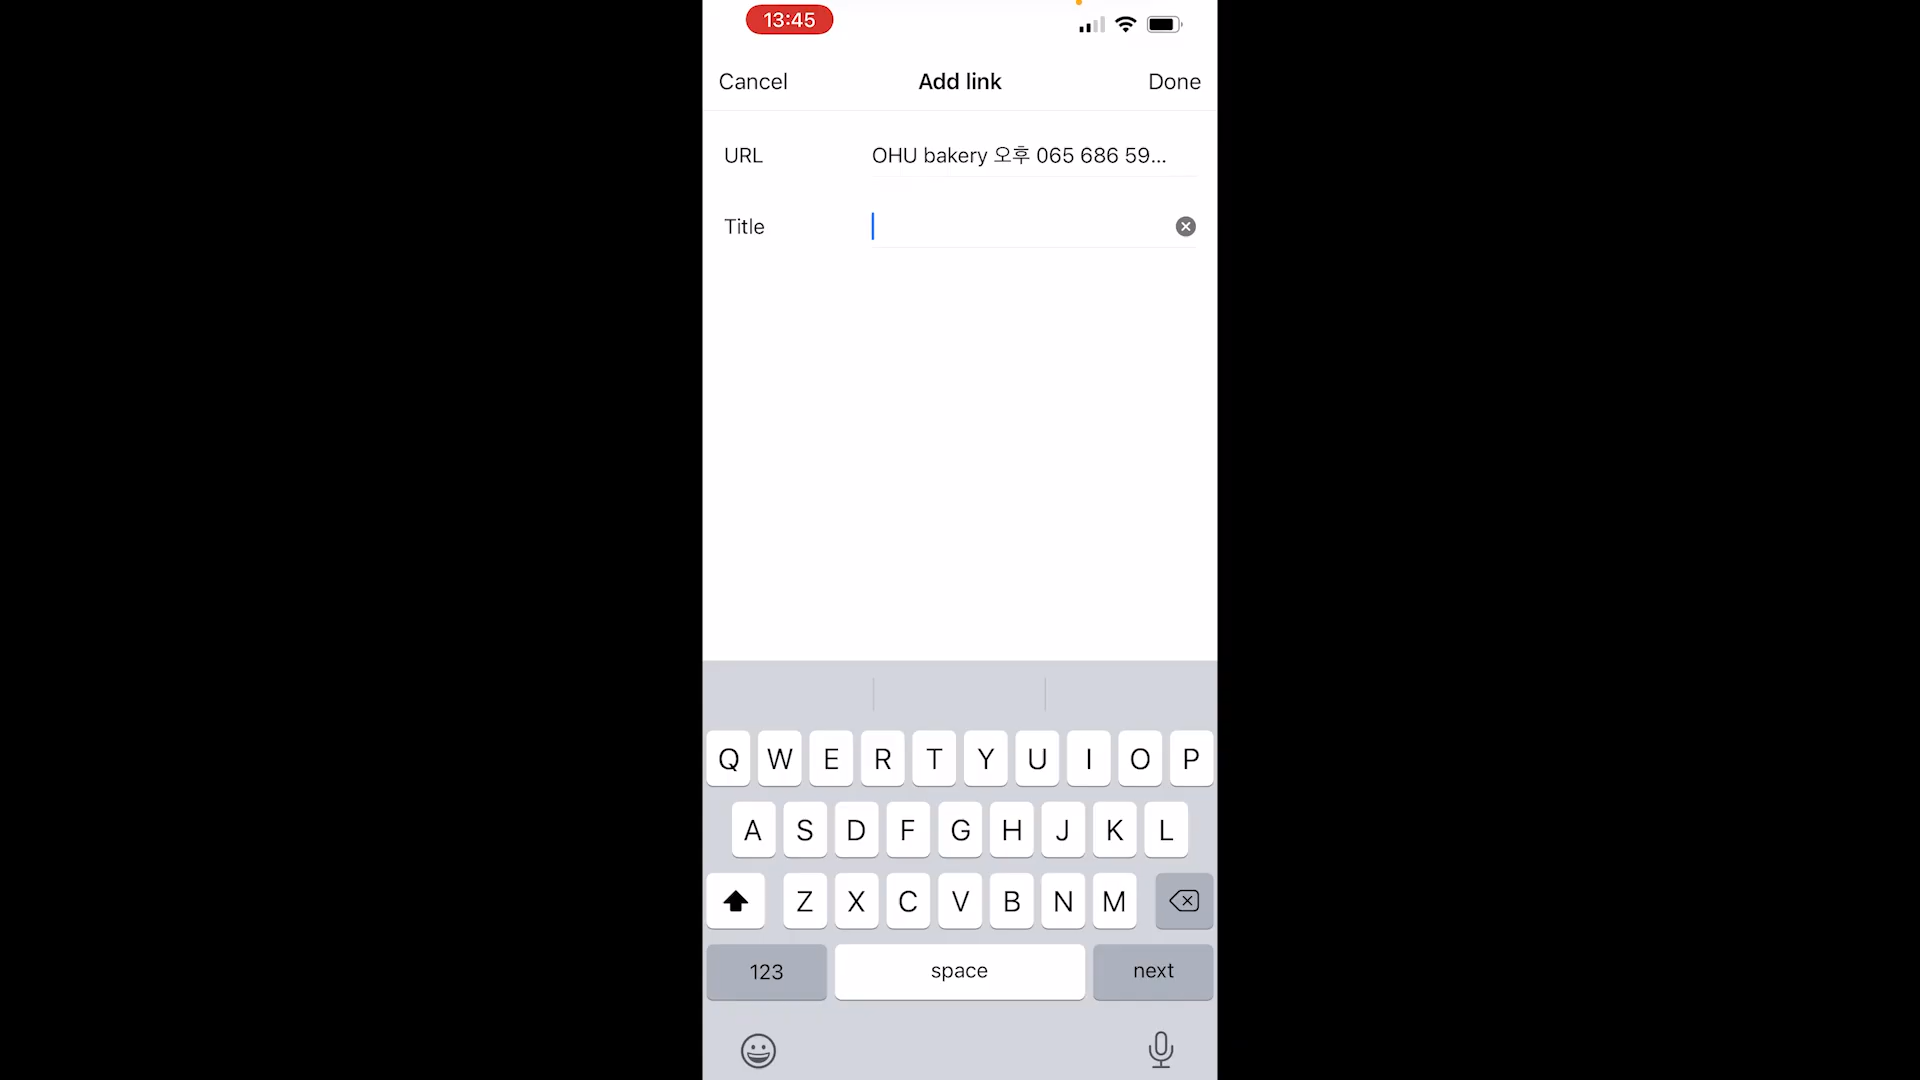 13:45
Cancel Add link Done
URL OHU bakery 오후 065 686 59...
Title
Q W E R T Y U I O P
A S D F G H J K L
Z X C V B N M
123 space next